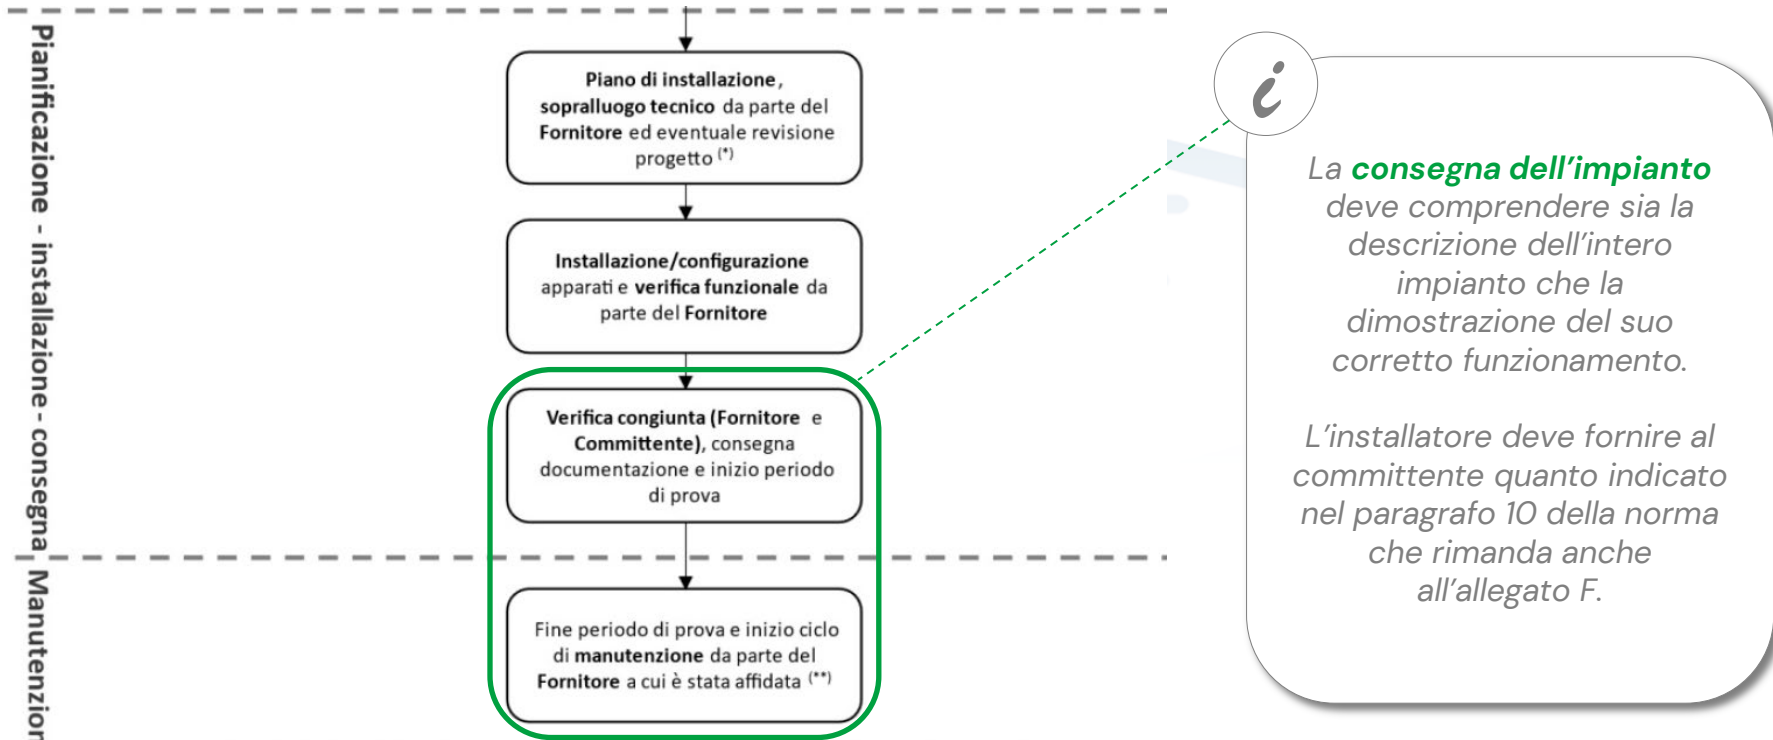 Pianificazione - installazione - consegna
Manutenzion
Piano di installazione,
sopralluogo tecnico da parte del
Fornitore ed eventuale revisione
progetto (*)
Installazione/configurazione
apparati e verifica funzionale da
parte del Fornitore
Verifica congiunta (Fornitore e
Committente), consegna
documentazione e inizio periodo
di prova
Fine periodo di prova e inizio ciclo
di manutenzione da parte del
Fornitore a cui è stata affidata (**)
i
La consegna dell’impianto
deve comprendere sia la
descrizione dell’intero
impianto che la
dimostrazione del suo
corretto funzionamento.
L’installatore deve fornire al
committente quanto indicato
nel paragrafo 10 della norma
che rimanda anche
all’allegato F.